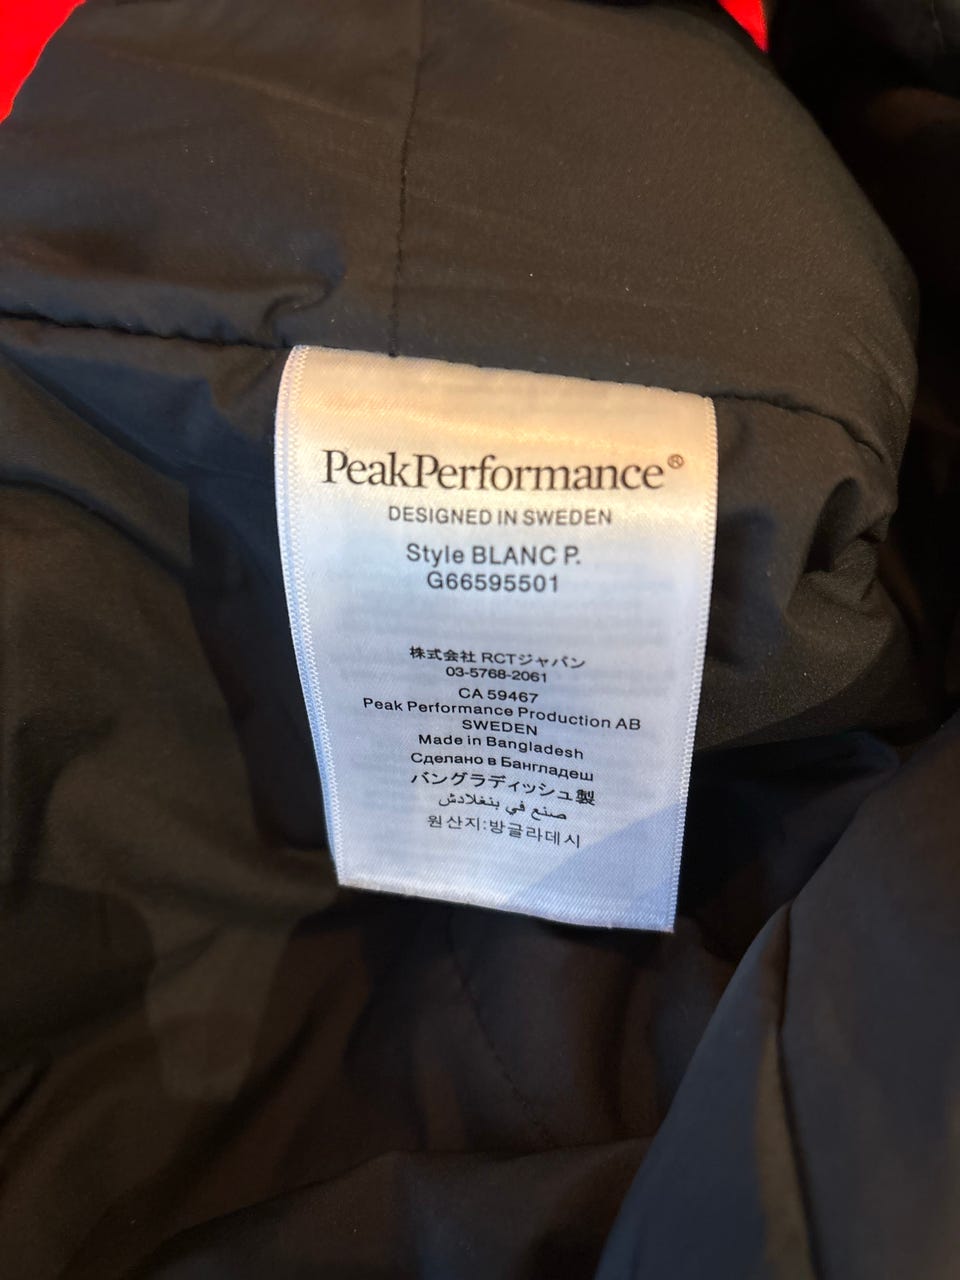 PeakPerformance®
DESIGNED IN SWEDEN
Style BLANC P.
G66595501
株式会社 RCTジャパン
03-5768-2061
CA 59467
Peak Performance Production AB
SWEDEN
Made in Bangladesh
Сделано в Бангладеш
バングラディッシュ製
صنع في بنغلادش
원산지:방글라데시